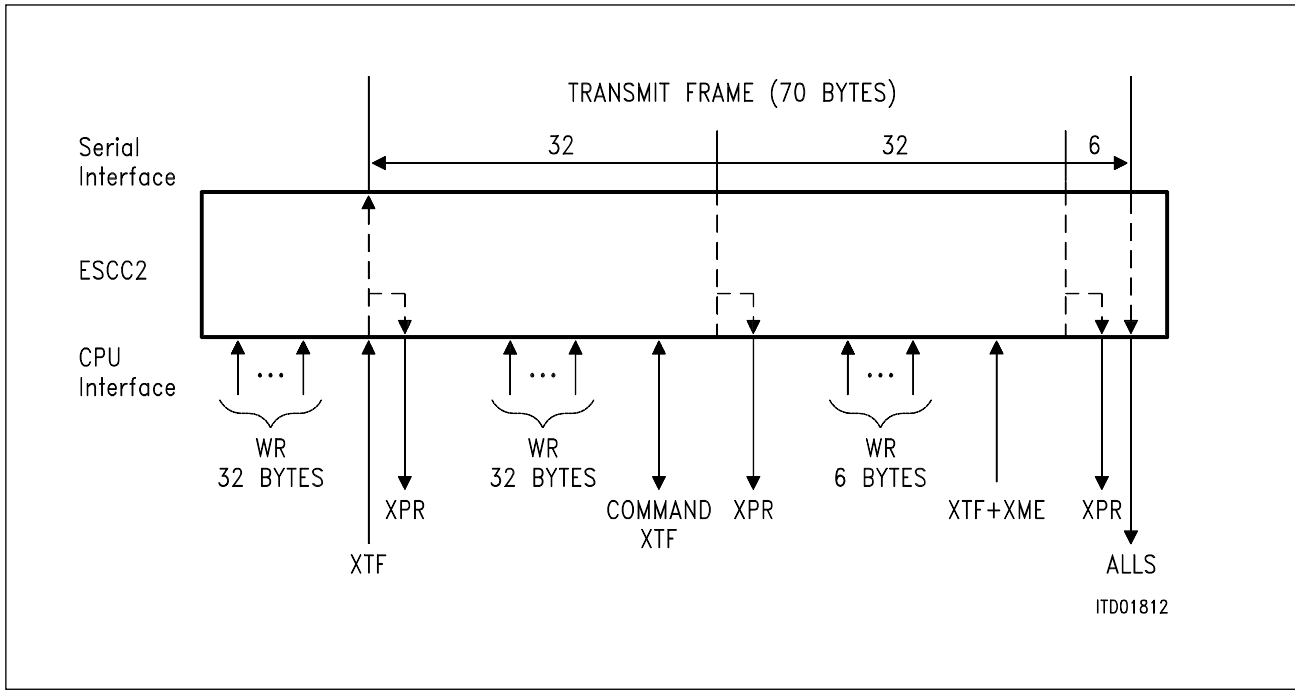 TRANSMIT FRAME (70 BYTES)
Serial
Interface
32
32
6
ESCC2
CPU
Interface
...
...
...
WR
32 BYTES
WR
32 BYTES
WR
6 BYTES
XPR
COMMAND
XTF
XPR
XTF+XME
XPR
XTF
ALLS
ITD01812